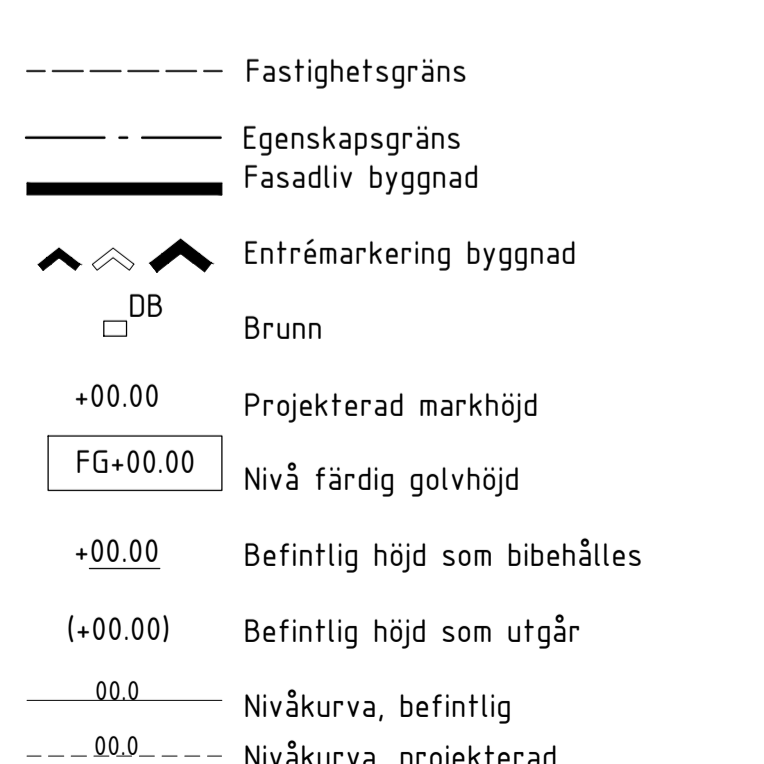 Fastighetsgräns
Egenskapsgräns
Fasadliv byggnad
Entrémarkering byggnad
DB
Brunn
+00.00 Projekterad markhöjd
FG+00.00 Nivå färdig golvhöjd
+00.00 Befintlig höjd som bibehålles
(+00.00) Befintlig höjd som utgår
00.0 Nivåkurva, befintlig
00.0 Nivåkurva, projekterad